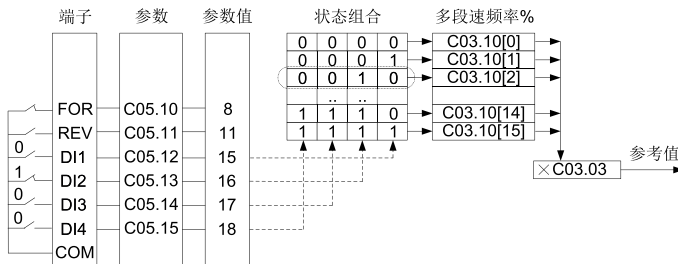 端子 参数 参数值 状态组合 多段速频率%
0 0 0 0 C03.10[0]
0 0 0 1 C03.10[1]
0 0 1 0 C03.10[2]
.. ..
FOR C05.10 8 1 1 1 0 C03.10[14]
REV C05.11 11 1 1 1 1 C03.10[15]
0 DI1 C05.12 15
参考值
×C03.03
1 DI2 C05.13 16
0 DI3 C05.14 17
0 DI4 C05.15 18
COM